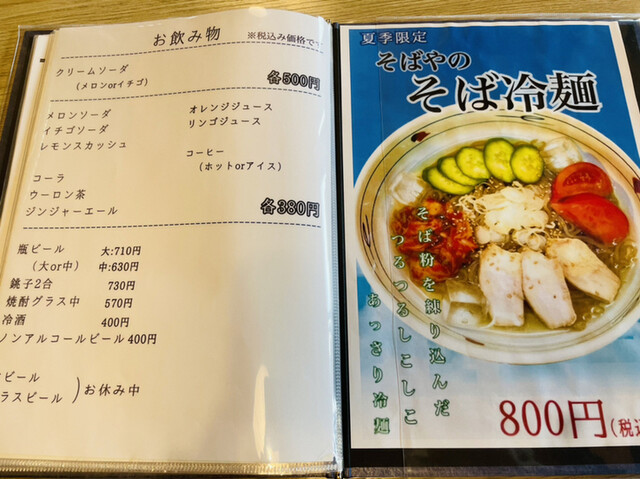 お飲み物 ※税込み価格です
クリームソーダ
(メロンorイチゴ)
各500円
メロンソーダ オレンジジュース
イチゴソーダ リンゴジュース
レモンスカッシュ
コーヒー
(ホットorアイス)
コーラ
ウーロン茶
ジンジャーエール
各380円
瓶ビール 大:710円
(大or中) 中:630円
銚子2合 730円
焼酎グラス中 570円
冷酒 400円
ノンアルコールビール400円
ビール
ラスビール
)お休み中
夏季限定
そばやの
そば冷麺
そば粉を練り込んだ
つるつるしこしこ
あっさり冷麺
800円(税込